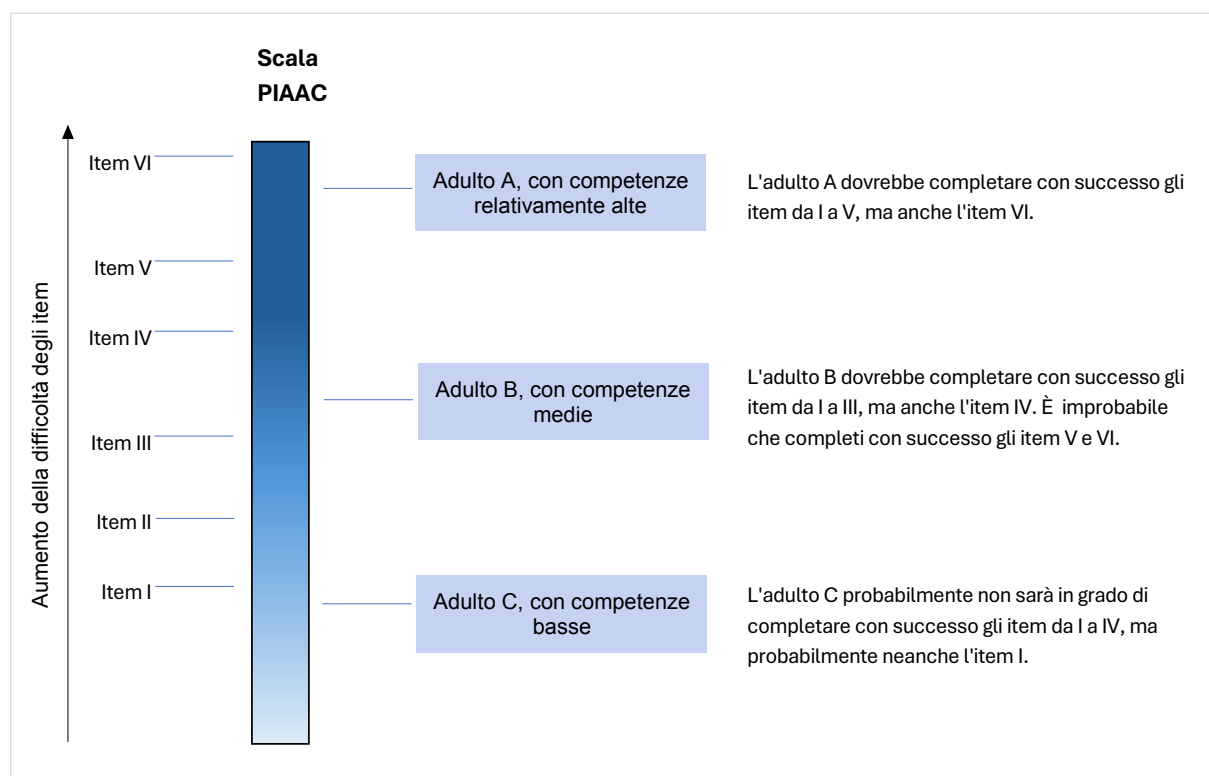 Scala
PIAAC
Aumento della difficoltà degli item
Item VI
Item V
Item IV
Item III
Item II
Item I
Adulto A, con competenze
relativamente alte
L'adulto A dovrebbe completare con successo gli
item da I a V, ma anche l'item VI.
Adulto B, con competenze
medie
L'adulto B dovrebbe completare con successo gli
item da I a III, ma anche l'item IV. È improbabile
che completi con successo gli item V e VI.
Adulto C, con competenze
basse
L'adulto C probabilmente non sarà in grado di
completare con successo gli item da I a IV, ma
probabilmente neanche l'item I.